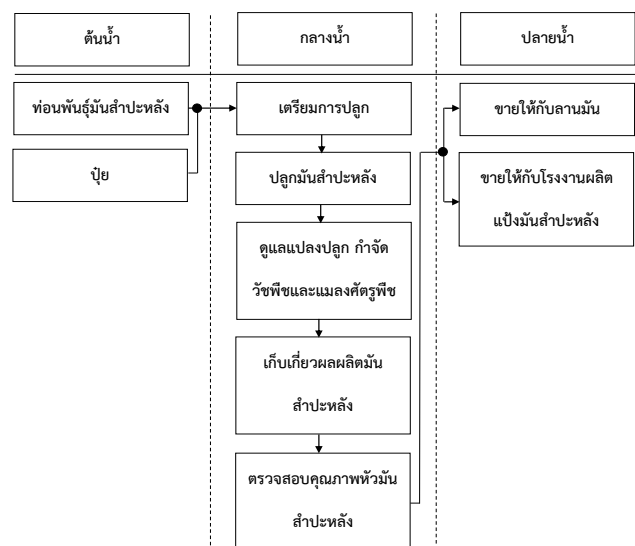 ต้นน้ำ
กลางน้ำ
ปลายน้ำ
ท่อนพันธุ์มันสำปะหลัง
ปุ๋ย
เตรียมการปลูก
ปลูกมันสำปะหลัง
ดูแลแปลงปลูก กำจัด
วัชพืชและแมลงศัตรูพืช
เก็บเกี่ยวผลผลิตมัน
สำปะหลัง
ตรวจสอบคุณภาพหัวมัน
สำปะหลัง
ขายให้กับลานมัน
ขายให้กับโรงงานผลิต
แป้งมันสำปะหลัง